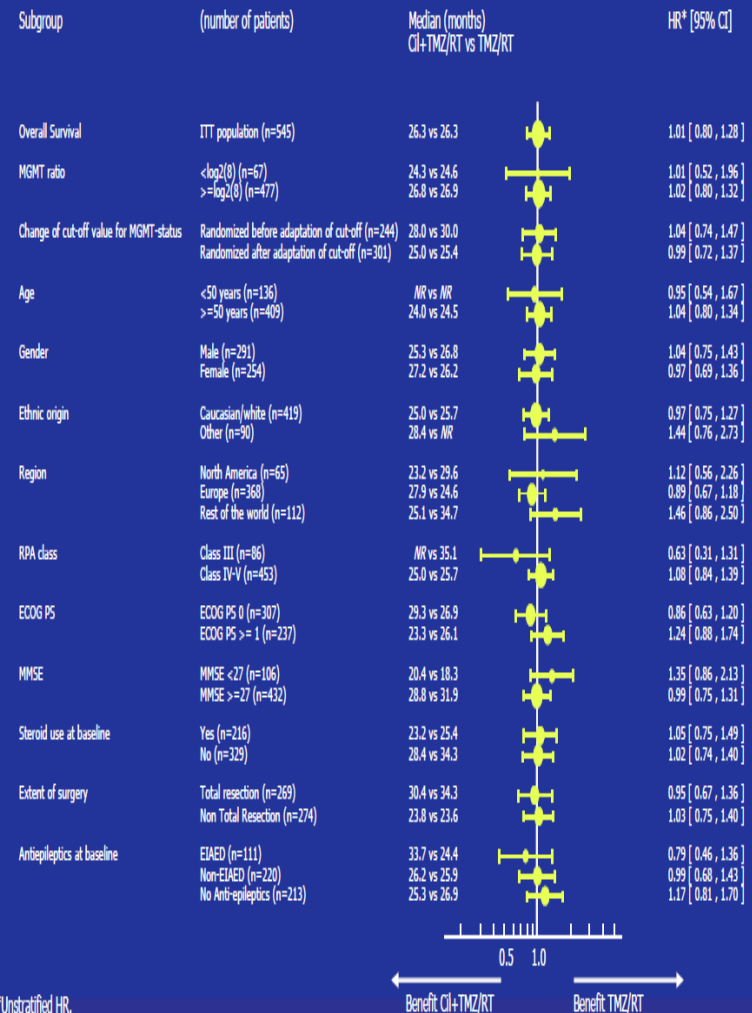 Subgroup (number of patients) Median (months) HR* [95% CI]
Cil+TMZ/RT vs TMZ/RT
Overall Survival ITT population (n=545) 26.3 vs 26.3 1.01 [ 0.80 , 1.28 ]
MGMT ratio <log2(8) (n=67) 24.3 vs 24.6 1.01 [ 0.52 , 1.96 ]
>=log2(8) (n=477) 26.8 vs 26.9 1.02 [ 0.80 , 1.32 ]
Change of cut-off value for MGMT-status Randomized before adaptation of cut-off (n=244) 28.0 vs 30.0 1.04 [ 0.74 , 1.47 ]
Randomized after adaptation of cut-off (n=301) 25.0 vs 25.4 0.99 [ 0.72 , 1.37 ]
Age <50 years (n=136) NR vs NR 0.95 [ 0.54 , 1.67 ]
>=50 years (n=409) 24.0 vs 24.5 1.04 [ 0.80 , 1.34 ]
Gender Male (n=291) 25.3 vs 26.8 1.04 [ 0.75 , 1.43 ]
Female (n=254) 27.2 vs 26.2 0.97 [ 0.69 , 1.36 ]
Ethnic origin Caucasian/white (n=419) 25.0 vs 25.7 0.97 [ 0.75 , 1.27 ]
Other (n=90) 28.4 vs NR 1.44 [ 0.76 , 2.73 ]
Region North America (n=65) 23.2 vs 29.6 1.12 [ 0.56 , 2.26 ]
Europe (n=368) 27.9 vs 24.6 0.89 [ 0.67 , 1.18 ]
Rest of the world (n=112) 25.1 vs 34.7 1.46 [ 0.86 , 2.50 ]
RPA class Class III (n=86) NR vs 35.1 0.63 [ 0.31 , 1.31 ]
Class IV-V (n=453) 25.0 vs 25.7 1.08 [ 0.84 , 1.39 ]
ECOG PS ECOG PS 0 (n=307) 29.3 vs 26.9 0.86 [ 0.63 , 1.20 ]
ECOG PS >= 1 (n=237) 23.3 vs 26.1 1.24 [ 0.88 , 1.74 ]
MMSE MMSE <27 (n=106) 20.4 vs 18.3 1.35 [ 0.86 , 2.13 ]
MMSE >=27 (n=432) 28.8 vs 31.9 0.99 [ 0.75 , 1.31 ]
Steroid use at baseline Yes (n=216) 23.2 vs 25.4 1.05 [ 0.75 , 1.49 ]
No (n=329) 28.4 vs 34.3 1.02 [ 0.74 , 1.40 ]
Extent of surgery Total resection (n=269) 30.4 vs 34.3 0.95 [ 0.67 , 1.36 ]
Non Total Resection (n=274) 23.8 vs 23.6 1.03 [ 0.75 , 1.40 ]
Antiepileptics at baseline EIAED (n=111) 33.7 vs 24.4 0.79 [ 0.46 , 1.36 ]
Non-EIAED (n=220) 26.2 vs 25.9 0.99 [ 0.68 , 1.43 ]
No Anti-epileptics (n=213) 25.3 vs 26.9 1.17 [ 0.81 , 1.70 ]
0.5 1.0
*Unstratified HR. Benefit Cil+TMZ/RT Benefit TMZ/RT